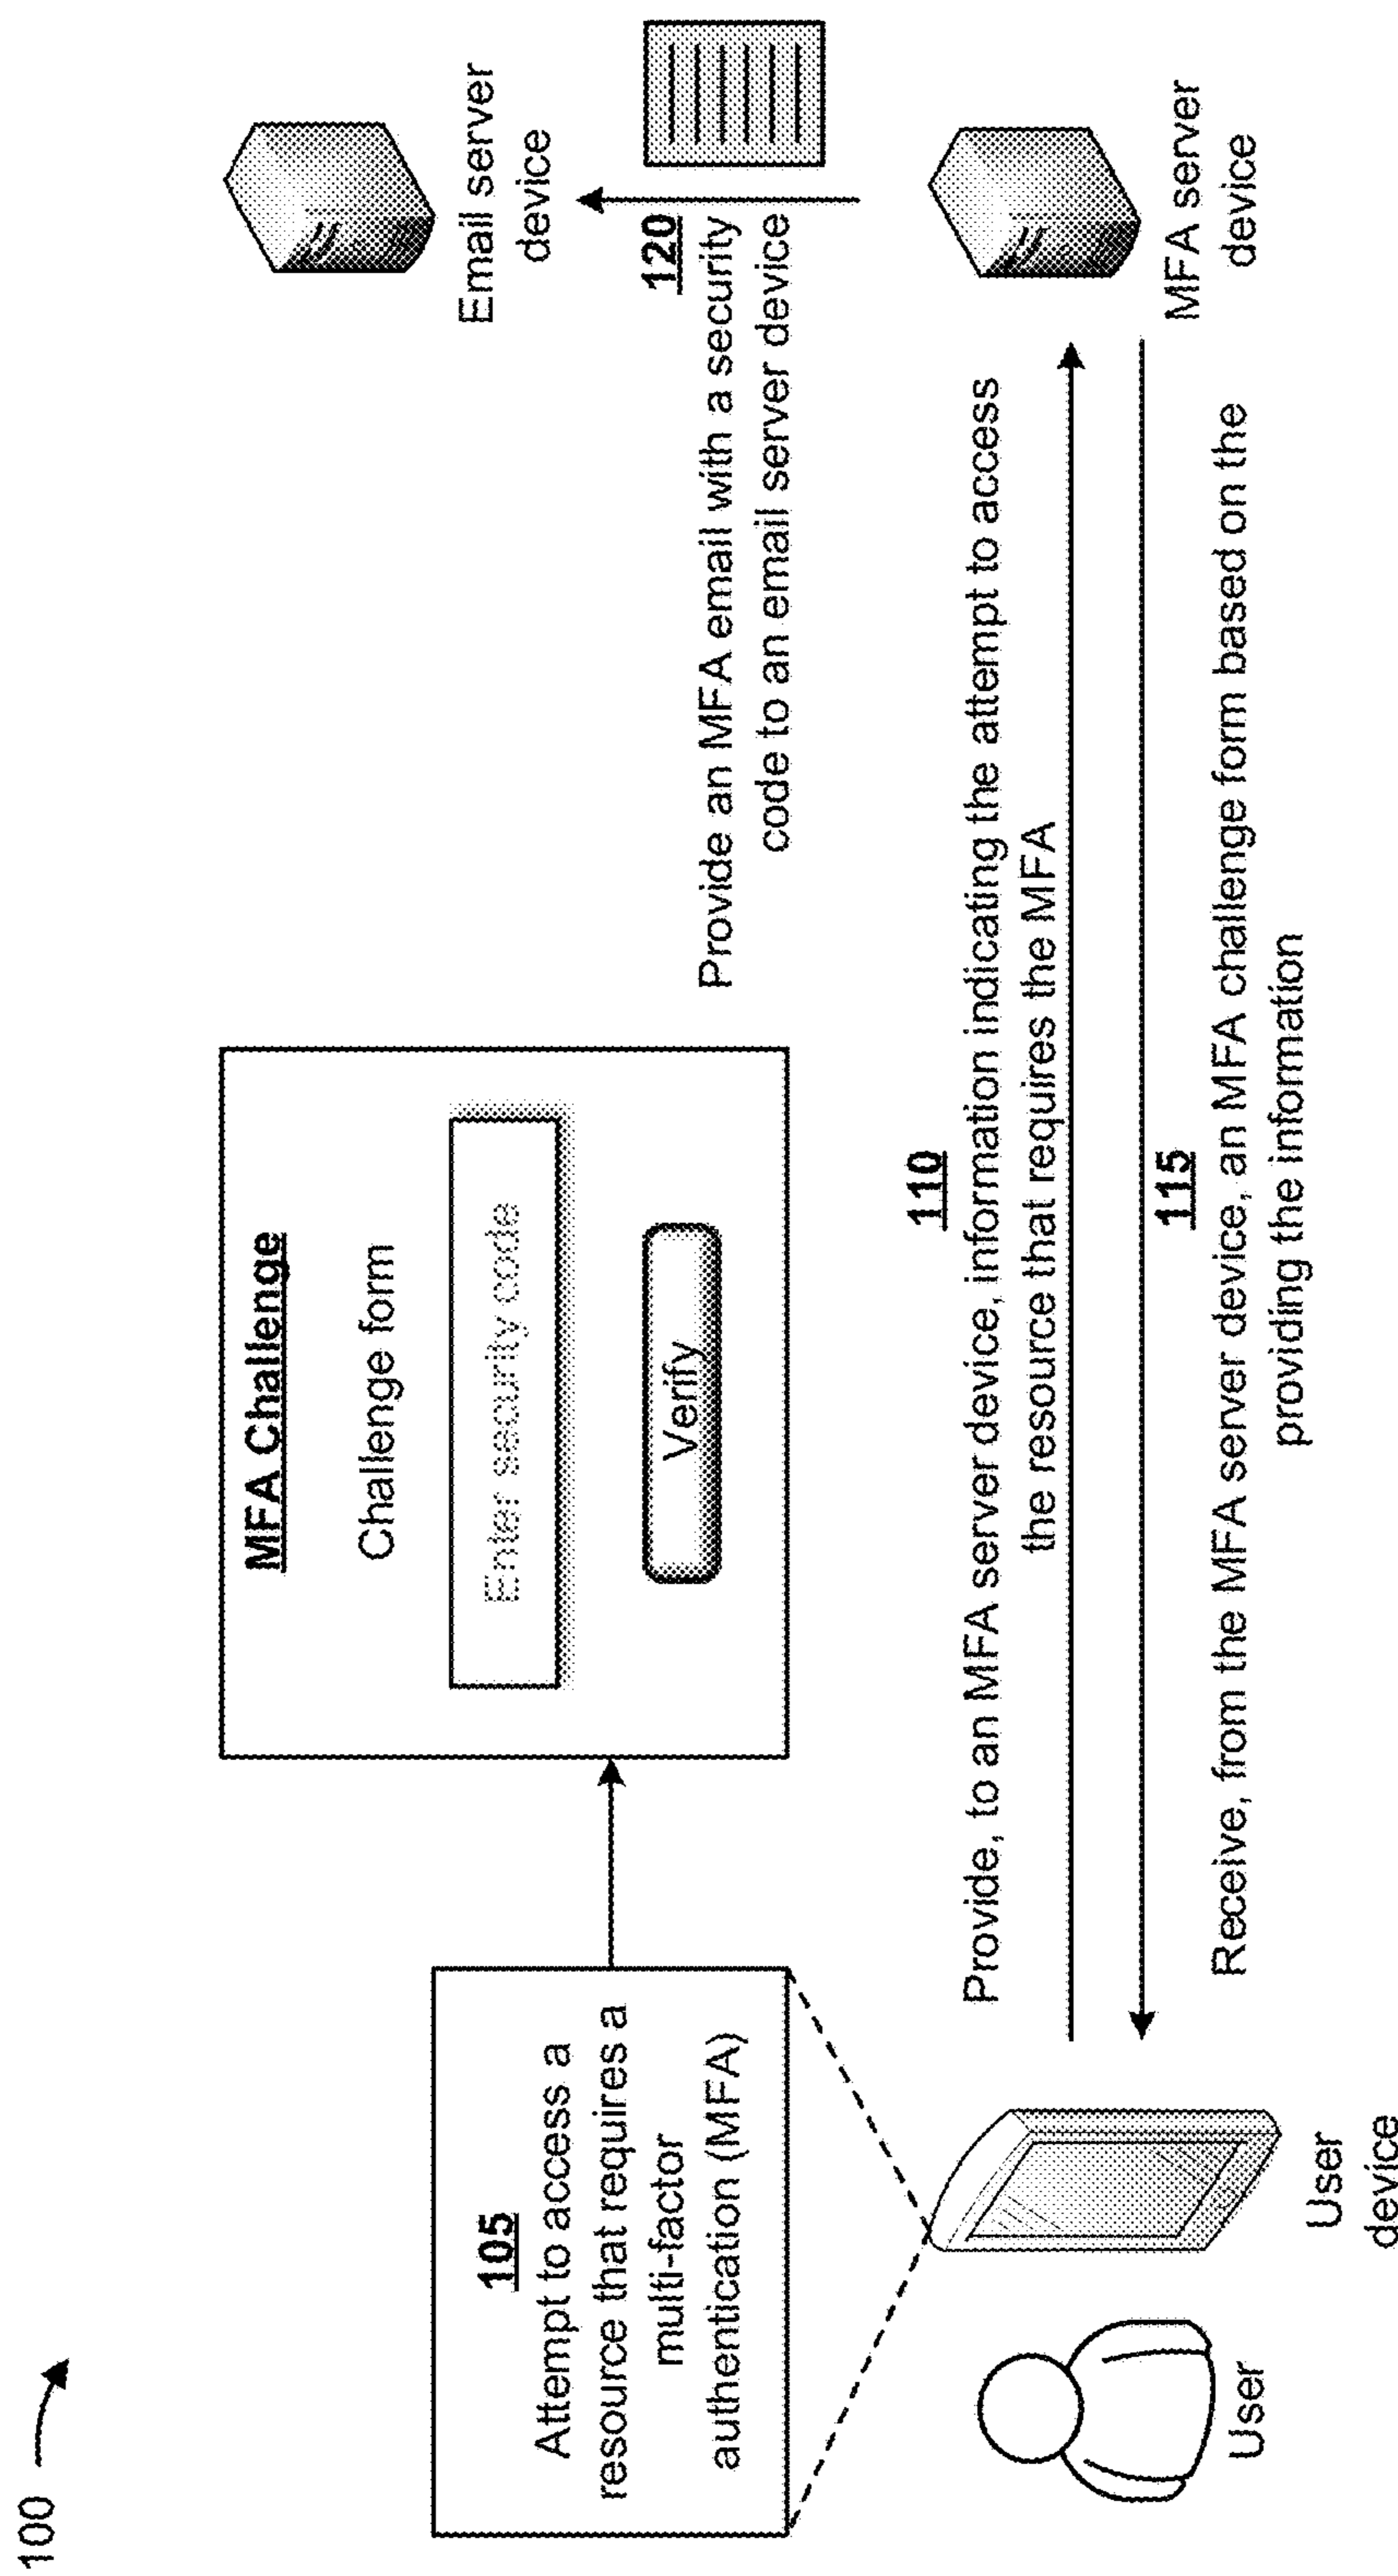 100
105
Attempt to access a
resource that requires a
multi-factor
authentication (MFA)
MFA Challenge
Challenge form
Enter security code
Verify
Email server
device
120
Provide an MFA email with a security
code to an email server device
110
Provide, to an MFA server device, information indicating the attempt to access
the resource that requires the MFA
115
Receive, from the MFA server device, an MFA challenge form based on the
providing the information
User
User
device
MFA server
device